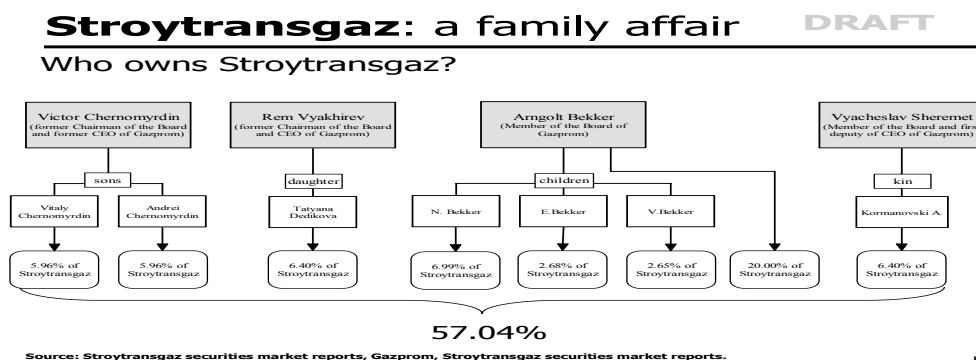 Stroytransgaz: a family affair
DRAFT
Who owns Stroytransgaz?
Victor Chernomyrdin
(former Chairman of the Board
and former CEO of Gazprom)
Rem Vyakhirev
(former Chairman of the Board
and CEO of Gazprom)
Arngolt Bekker
(Member of the Board of
Gazprom)
Vyacheslav Sheremet
(Member of the Board and firs
deputy of CEO of Gazprom)
sons
daughter
children
kin
Vitaly
Chernomyrdin
Andrei
Chernomyrdin
Tatyana
Dedikova
N. Bekker
E.Bekker
V.Bekker
Kormanovski A.
5.96% of
Stroytransgaz
5.96% of
Stroytransgaz
6.40% of
Stroytransgaz
6.99% of
Stroytransgaz
2.68% of
Stroytransgaz
2.65% of
Stroytransgaz
20.00% of
Stroytransgaz
6.40% of
Stroytransgaz
57.04%
Source: Stroytransgaz securities market reports, Gazprom, Stroytransgaz securities market reports.